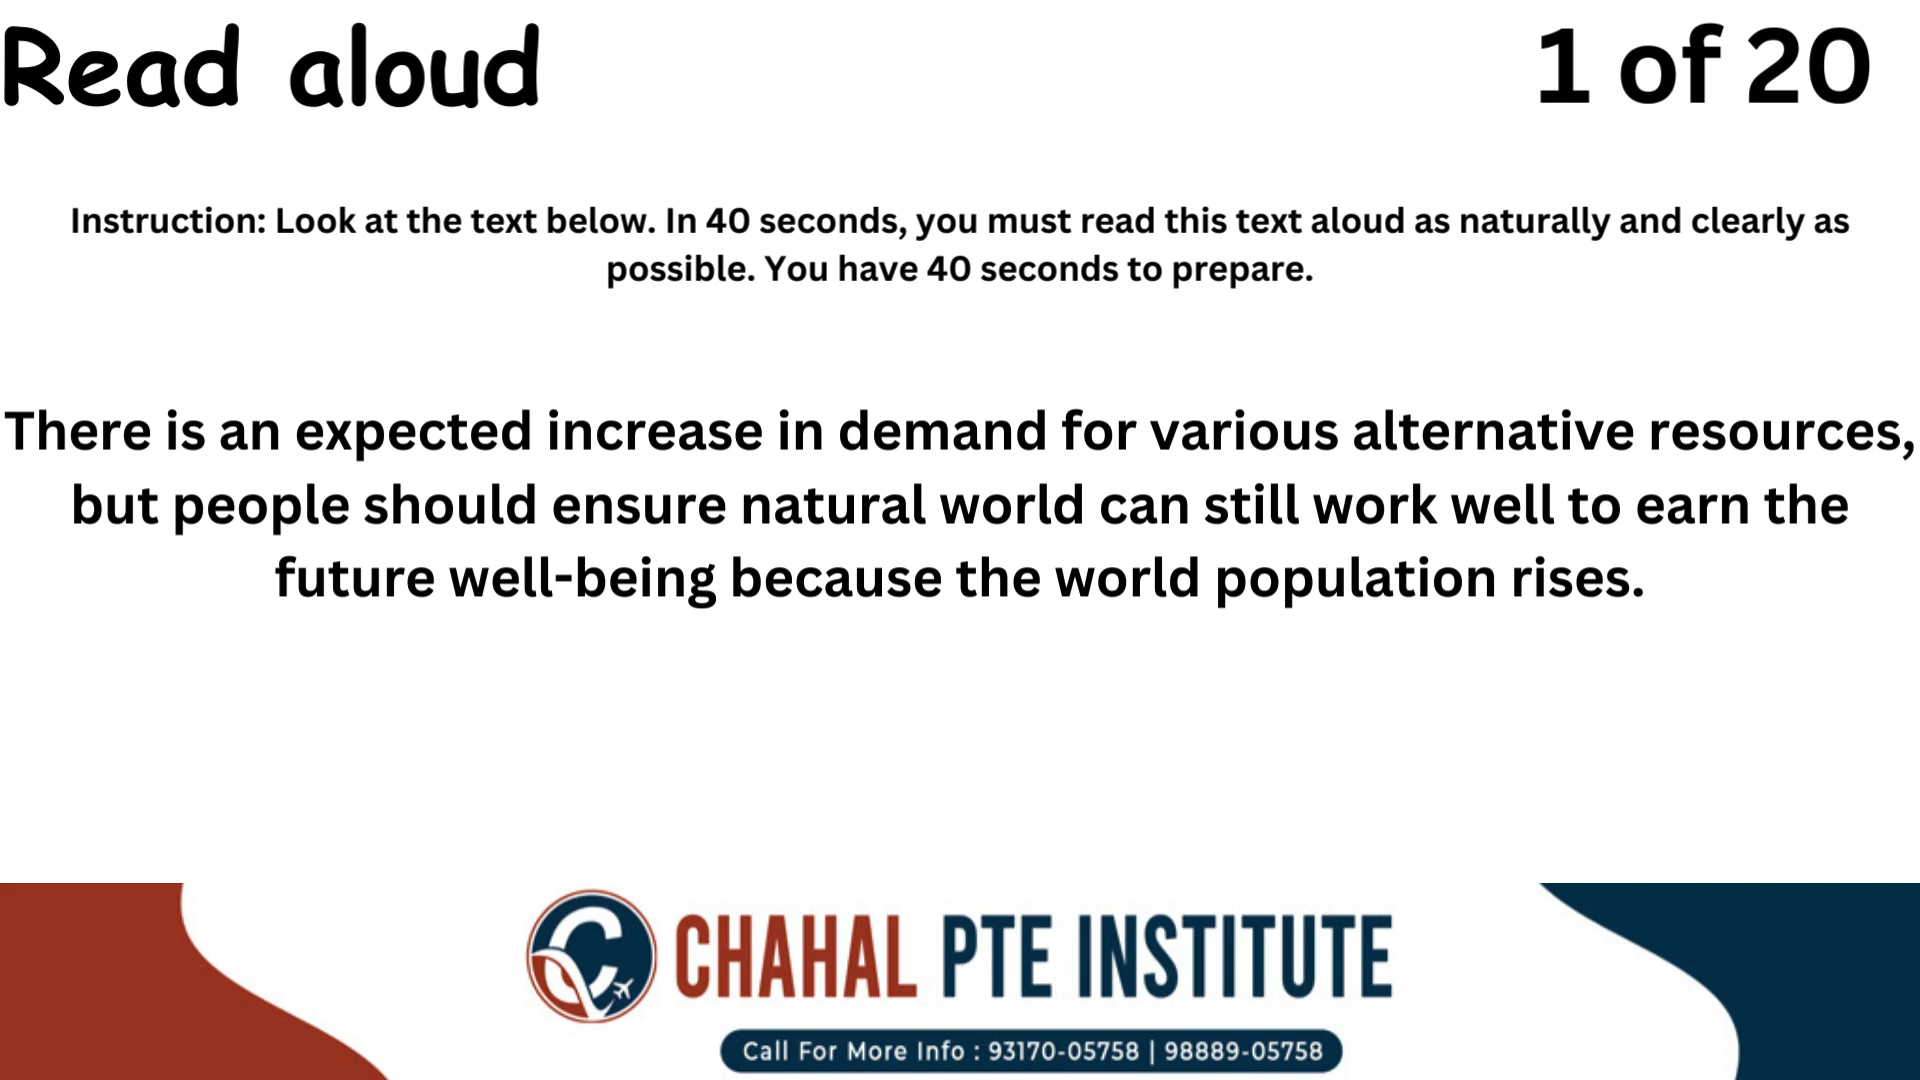 Read aloud
1 of 20
Instruction: Look at the text below. In 40 seconds, you must read this text aloud as naturally and clearly as
possible. You have 40 seconds to prepare.
There is an expected increase in demand for various alternative resources,
but people should ensure natural world can still work well to earn the
future well-being because the world population rises.
CHAHAL PTE INSTITUTE
Call For More Info : 93170-05758 | 98889-05758